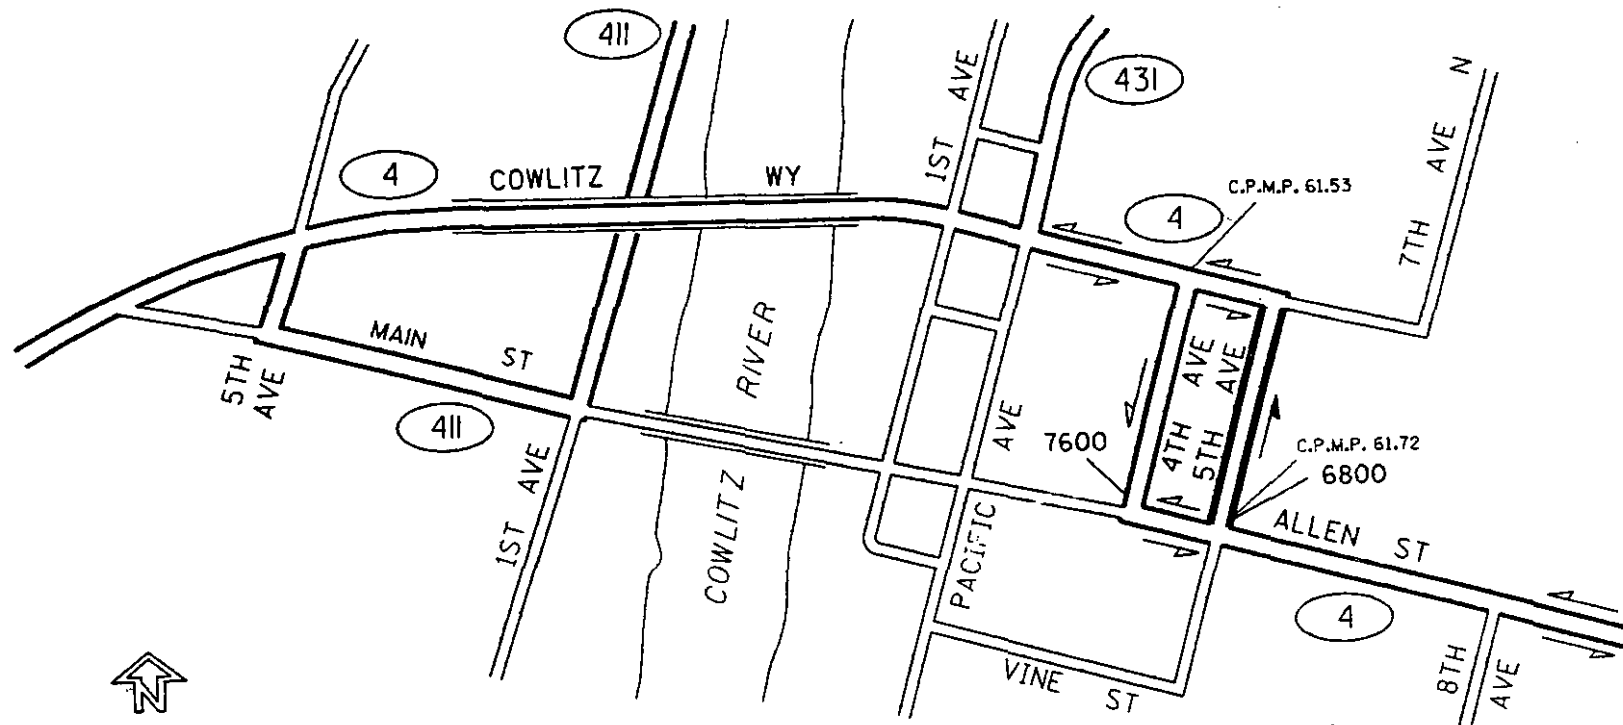 411
431
N
7TH AVE
1ST AVE
4
COWLITZ WY
C.P.M.P. 61.53
4
MAIN ST
5TH AVE
411
RIVER
COWLITZ
1ST AVE
PACIFIC AVE
7600
4TH AVE
5TH AVE
C.P.M.P. 61.72
6800
ALLEN ST
4
VINE ST
8TH AVE
N